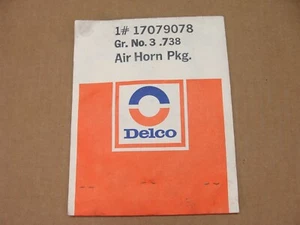 1# 17079078
Gr. No. 3 .738
Air Horn Pkg.
Delco